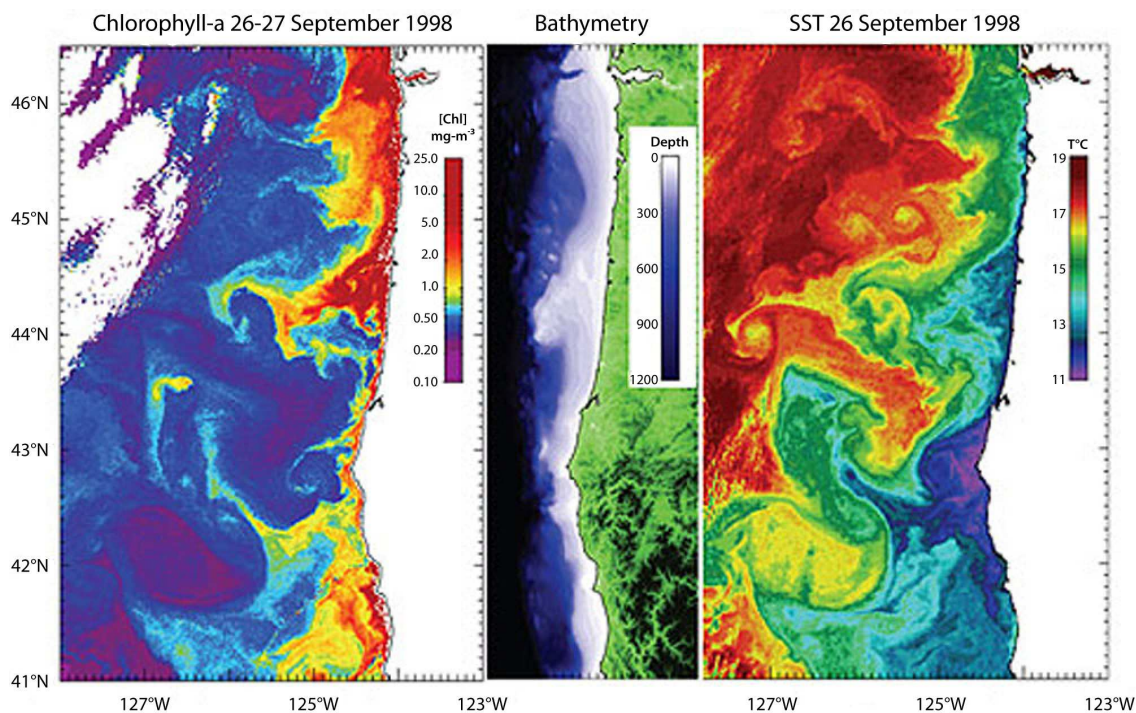 Chlorophyll-a 26-27 September 1998
Bathymetry
SST 26 September 1998
46°N
45°N
44°N
43°N
42°N
41°N
[Chl]
mg-m-³
25.0
10.0
5.0
2.0
1.0
0.50
0.20
0.10
Depth
0
300
600
900
1200
T°C
19
17
15
13
11
127°W
125°W
123°W
127°W
125°W
123°W